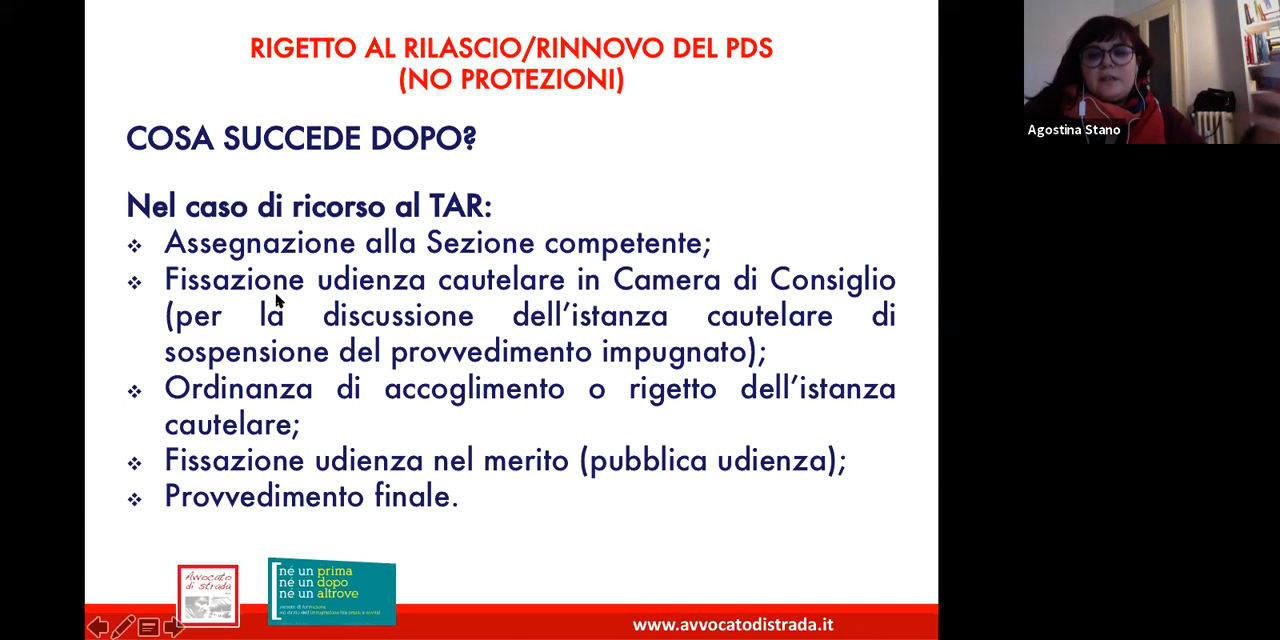 RIGETTO AL RILASCIO/RINNOVO DEL PDS
(NO PROTEZIONI)
COSA SUCCEDE DOPO?
Nel caso di ricorso al TAR:
Assegnazione alla Sezione competente;
Fissazione udienza cautelare in Camera di Consiglio
(per la discussione dell'istanza cautelare di
sospensione del provvedimento impugnato);
Ordinanza di accoglimento o rigetto dell'istanza
cautelare;
Fissazione udienza nel merito (pubblica udienza);
Provvedimento finale.
Avvocato
di strada
né un prima
né un dopo
né un altrove
www.avvocatodistrada.it
Agostina Stano